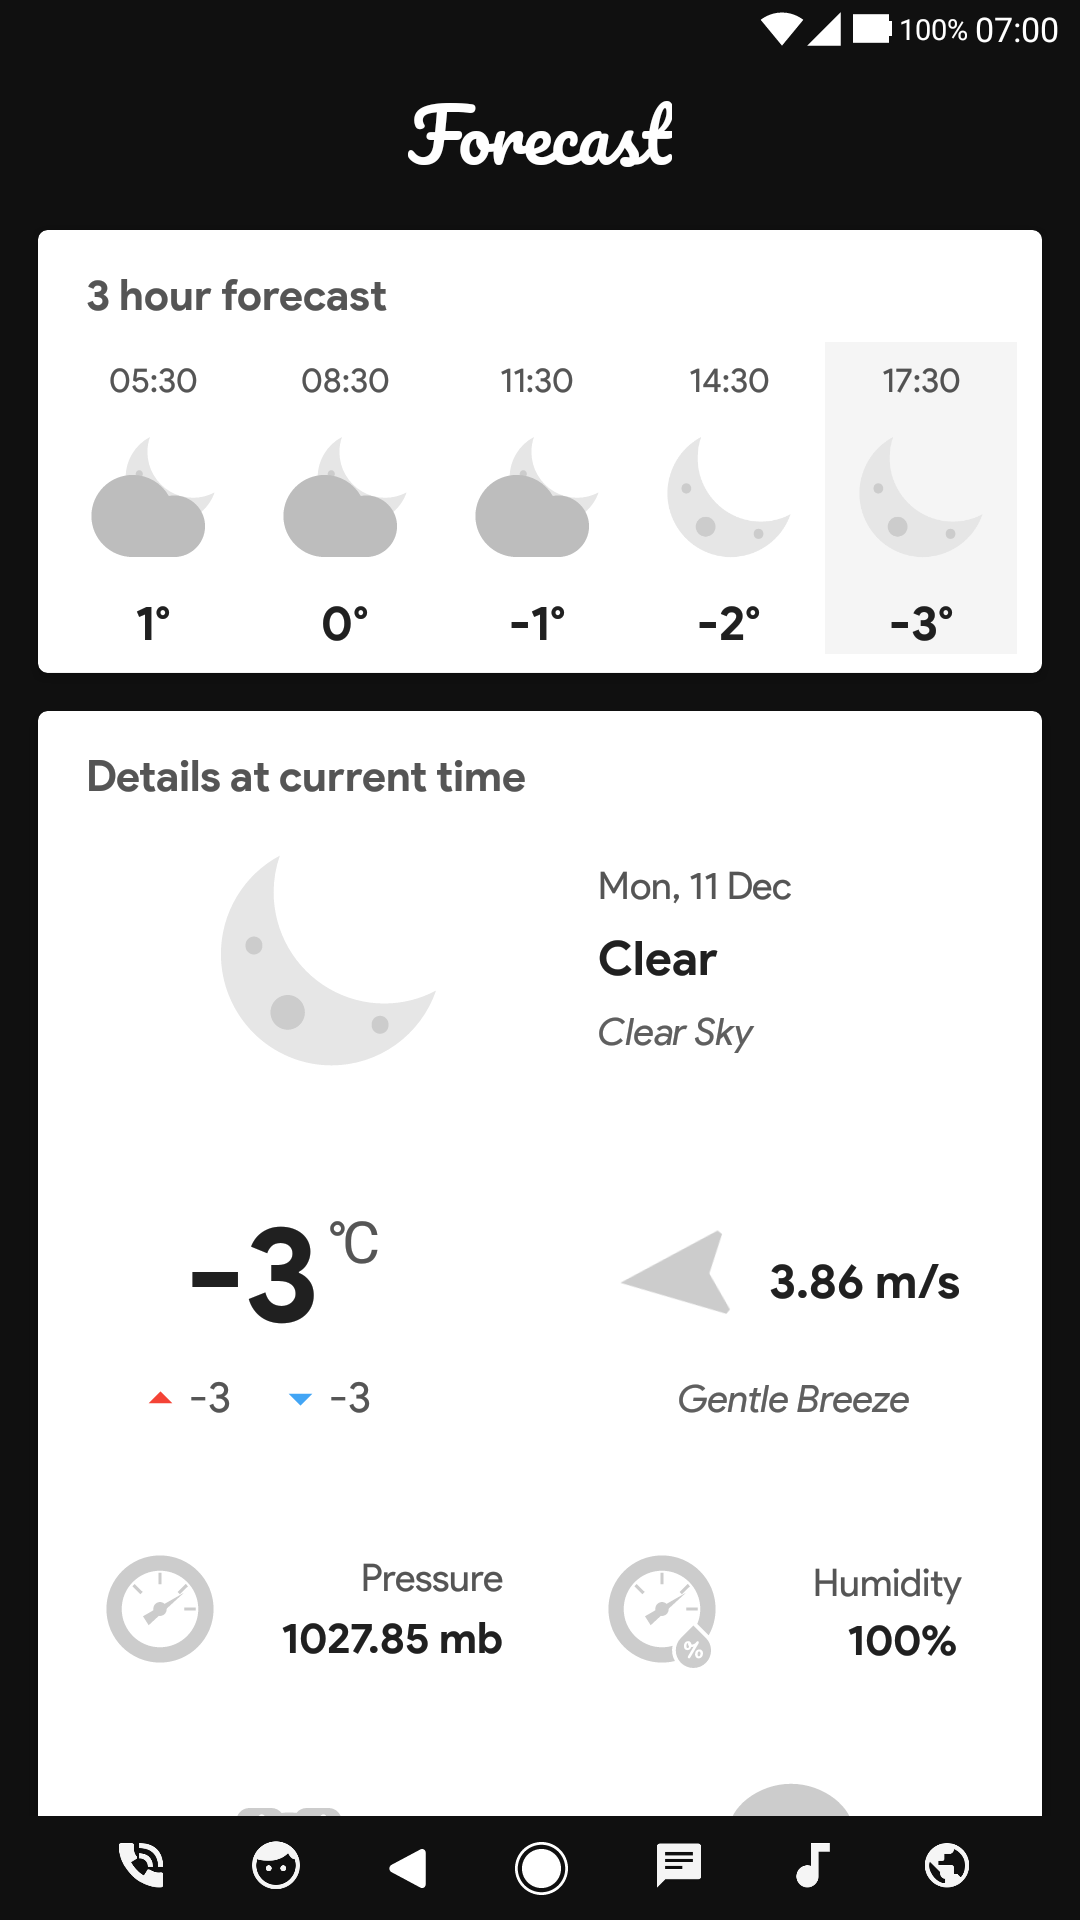 100% 07:00
Forecast
3 hour forecast
05:30 08:30 11:30 14:30 17:30
1° 0° -1° -2° -3°
Details at current time
Mon, 11 Dec
Clear
Clear Sky
-3 °C
3.86 m/s
-3 -3
Gentle Breeze
Pressure
1027.85 mb
Humidity
100%
%